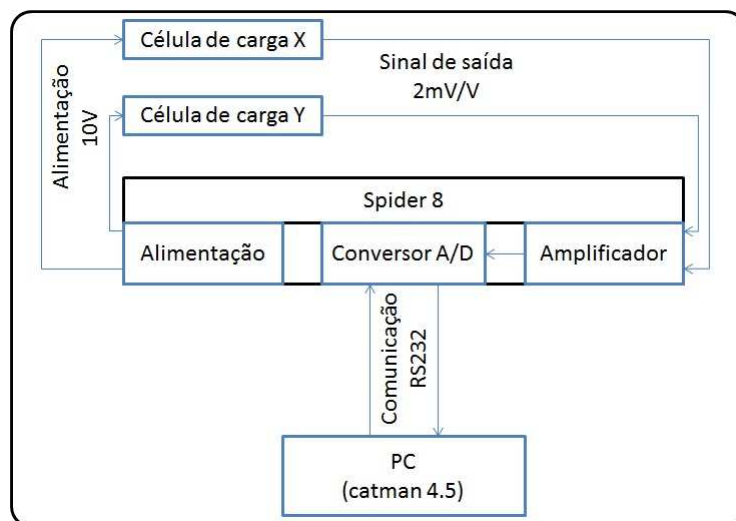 Célula de carga X
Sinal de saída
2mV/V
Célula de carga Y
Alimentação
10V
Spider 8
Alimentação
Conversor A/D
Amplificador
Comunicação
RS232
PC
(catman 4.5)